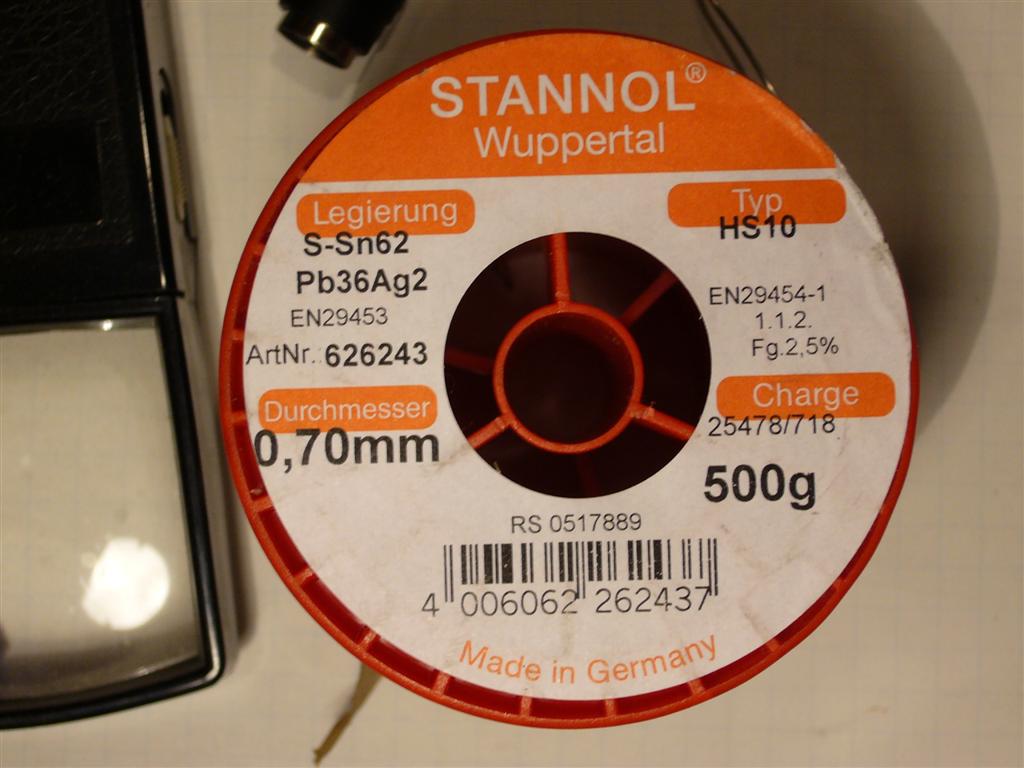 STANNOL®
Wuppertal
Legierung
S-Sn62
Pb36Ag2
EN29453
ArtNr. 626243
Durchmesser
0,70mm
Typ
HS10
EN29454-1
1.1.2.
Fg.2,5%
Charge
25478/718
500g
RS 0517889
4 006062 262437
Made in Germany